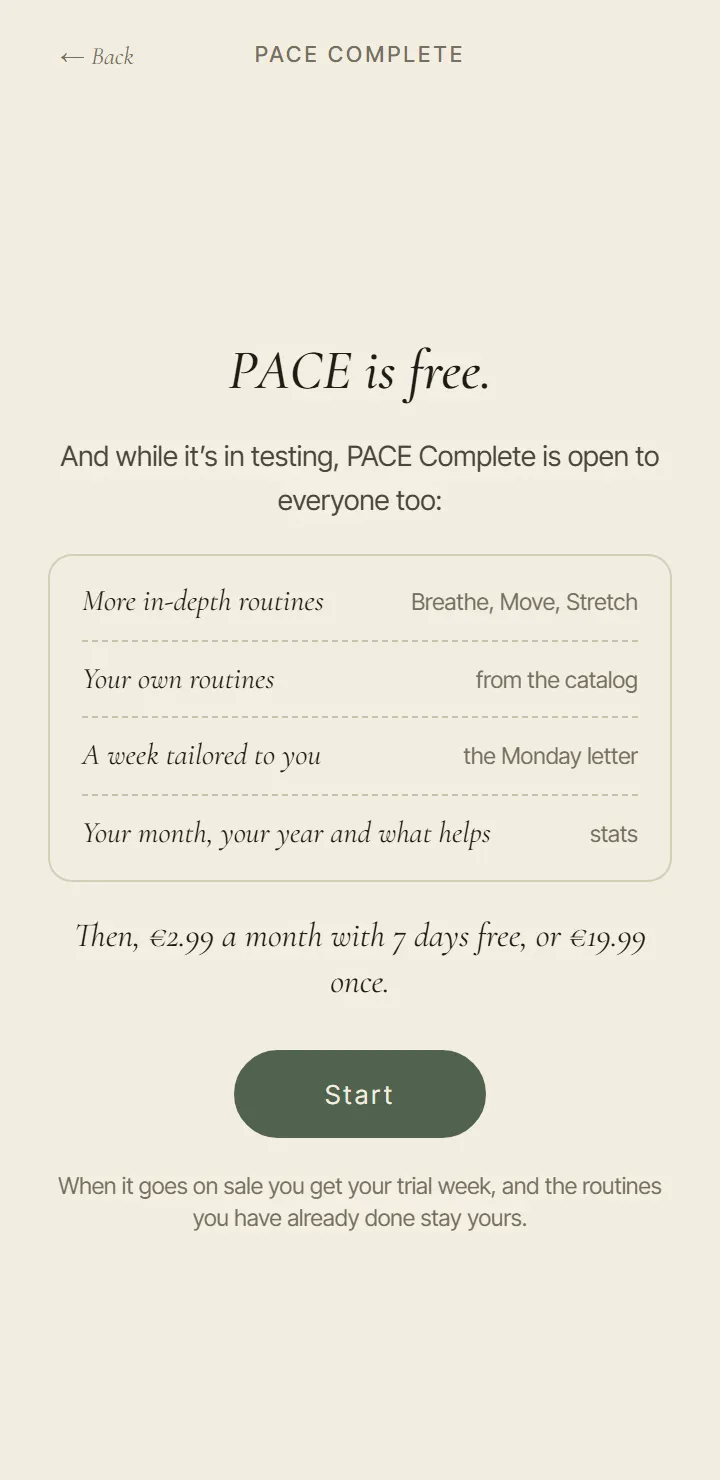 ← Back
PACE COMPLETE
PACE is free.
And while it’s in testing, PACE Complete is open to
everyone too:
More in-depth routines Breathe, Move, Stretch
Your own routines from the catalog
A week tailored to you the Monday letter
Your month, your year and what helps stats
Then, €2.99 a month with 7 days free, or €19.99
once.
Start
When it goes on sale you get your trial week, and the routines
you have already done stay yours.